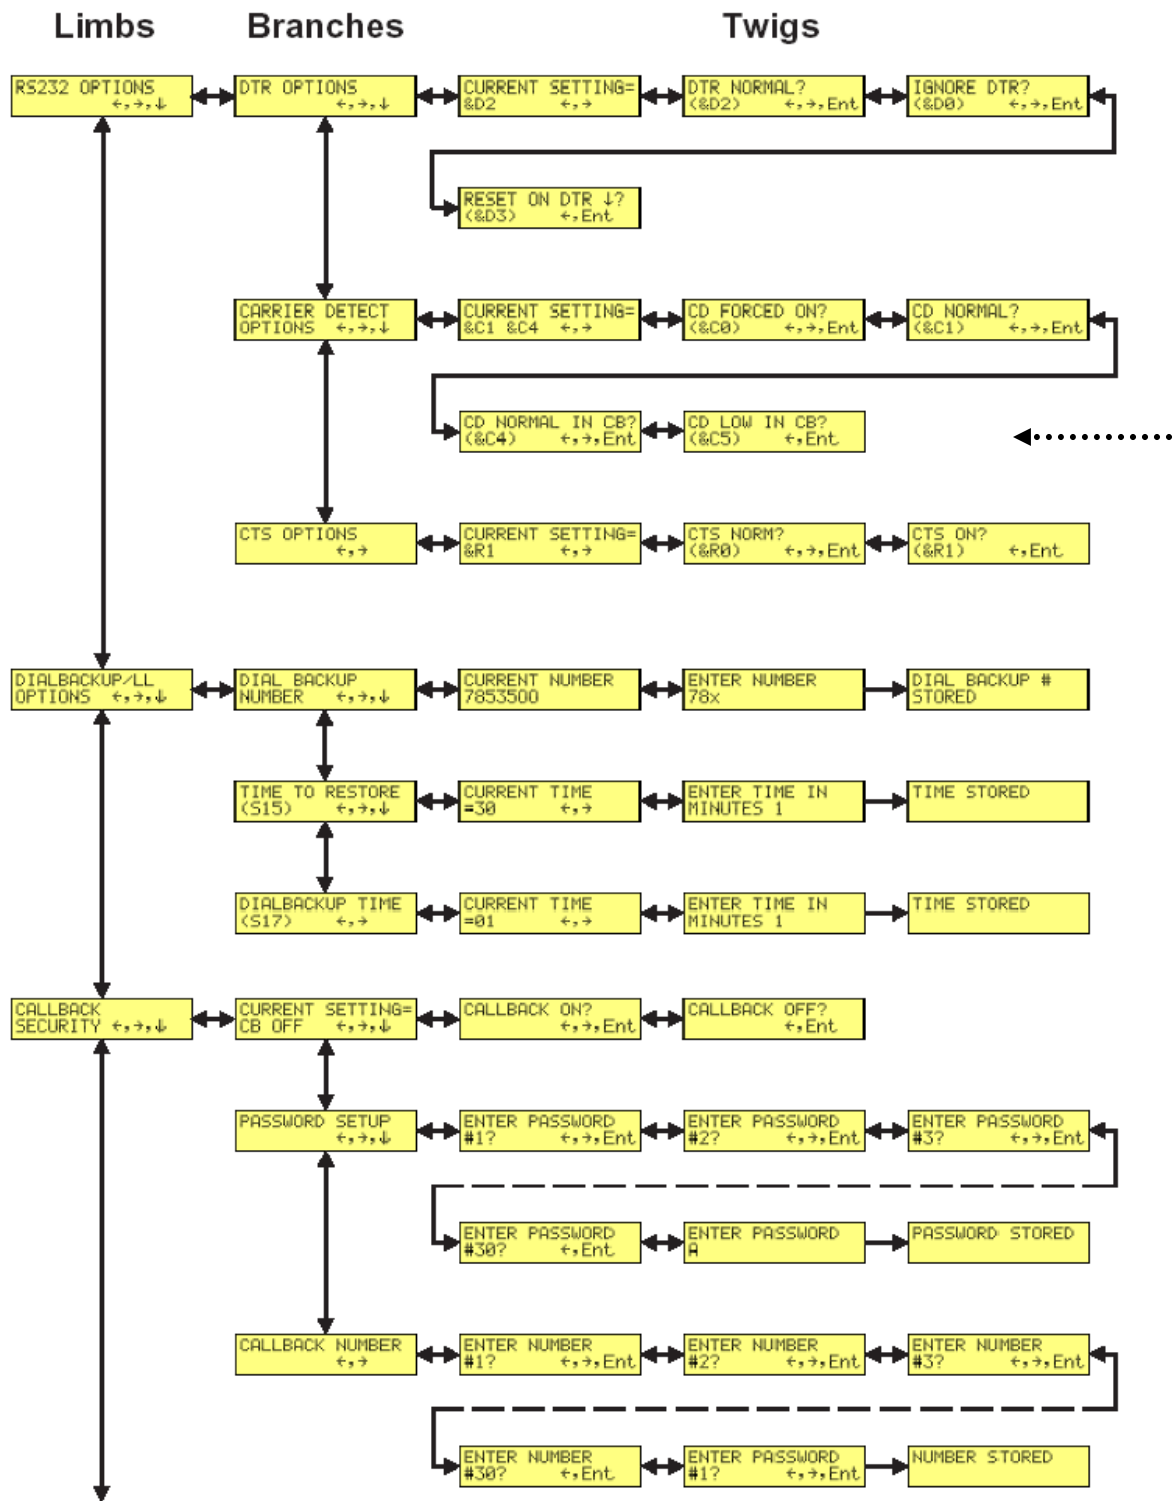 Limbs Branches Twigs
RS232 OPTIONS
←,→,↓
DTR OPTIONS
←,→,↓
CURRENT SETTING=
&D2 ←,→
DTR NORMAL?
(&D2) ←,→,Ent
IGNORE DTR?
(&D0) ←,→,Ent
RESET ON DTR ↓?
(&D3) ←,Ent
CARRIER DETECT
OPTIONS ←,→,↓
CURRENT SETTING=
&C1 &C4 ←,→
CD FORCED ON?
(&C0) ←,→,Ent
CD NORMAL?
(&C1) ←,→,Ent
CD NORMAL IN CB?
(&C4) ←,→,Ent
CD LOW IN CB?
(&C5) ←,Ent
CTS OPTIONS
←,→
CURRENT SETTING=
&R1 ←,→
CTS NORM?
(&R0) ←,→,Ent
CTS ON?
(&R1) ←,Ent
DIALBACKUP/LL
OPTIONS ←,→,↓
DIAL BACKUP
NUMBER ←,→,↓
CURRENT NUMBER
7853500
ENTER NUMBER
78x
DIAL BACKUP #
STORED
TIME TO RESTORE
(S15) ←,→,↓
CURRENT TIME
=30 ←,→
ENTER TIME IN
MINUTES 1
TIME STORED
DIALBACKUP TIME
(S17) ←,→
CURRENT TIME
=01 ←,→
ENTER TIME IN
MINUTES 1
TIME STORED
CALLBACK
SECURITY ←,→,↓
CURRENT SETTING=
CB OFF ←,→,↓
CALLBACK ON?
←,→,Ent
CALLBACK OFF?
←,Ent
PASSWORD SETUP
←,→,↓
ENTER PASSWORD
#1? ←,→,Ent
ENTER PASSWORD
#2? ←,→,Ent
ENTER PASSWORD
#3? ←,→,Ent
ENTER PASSWORD
#30? ←,Ent
ENTER PASSWORD
A
PASSWORD STORED
CALLBACK NUMBER
←,→
ENTER NUMBER
#1? ←,→,Ent
ENTER NUMBER
#2? ←,→,Ent
ENTER NUMBER
#3? ←,→,Ent
ENTER NUMBER
#30? ←,Ent
ENTER PASSWORD
#1? ←,→,Ent
NUMBER STORED